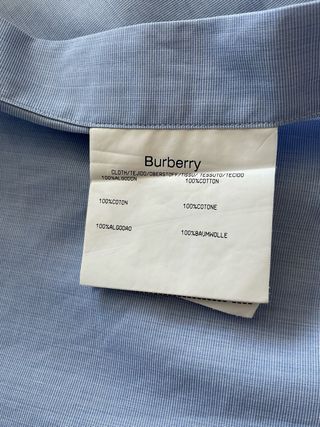 Burberry
CLOTH/TEJIDO/OBERSTOFF/TISSU/TESSUTO/TECIDO
100%ALGODON 100%COTTON
100%COTON 100%COTONE
100%ALGODAO 100%BAUMWOLLE